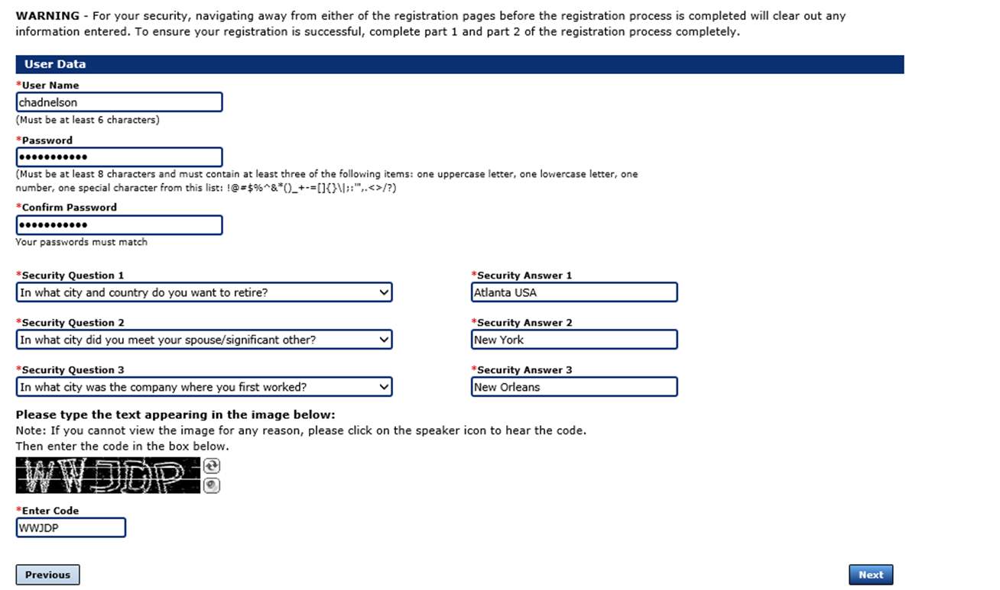 WARNING - For your security, navigating away from either of the registration pages before the registration process is completed will clear out any
information entered. To ensure your registration is successful, complete part 1 and part 2 of the registration process completely.
User Data
*User Name
chadnelson
(Must be at least 6 characters)
*Password
•••••••••••
(Must be at least 8 characters and must contain at least three of the following items: one uppercase letter, one lowercase letter, one
number, one special character from this list: !@#$%^&*()_+-=[]{}\|;:'",.<>/?)
*Confirm Password
•••••••••••
Your passwords must match
*Security Question 1
In what city and country do you want to retire?
*Security Answer 1
Atlanta USA
*Security Question 2
In what city did you meet your spouse/significant other?
*Security Answer 2
New York
*Security Question 3
In what city was the company where you first worked?
*Security Answer 3
New Orleans
Please type the text appearing in the image below:
Note: If you cannot view the image for any reason, please click on the speaker icon to hear the code.
Then enter the code in the box below.
WWJDP
*Enter Code
WWJDP
Previous
Next